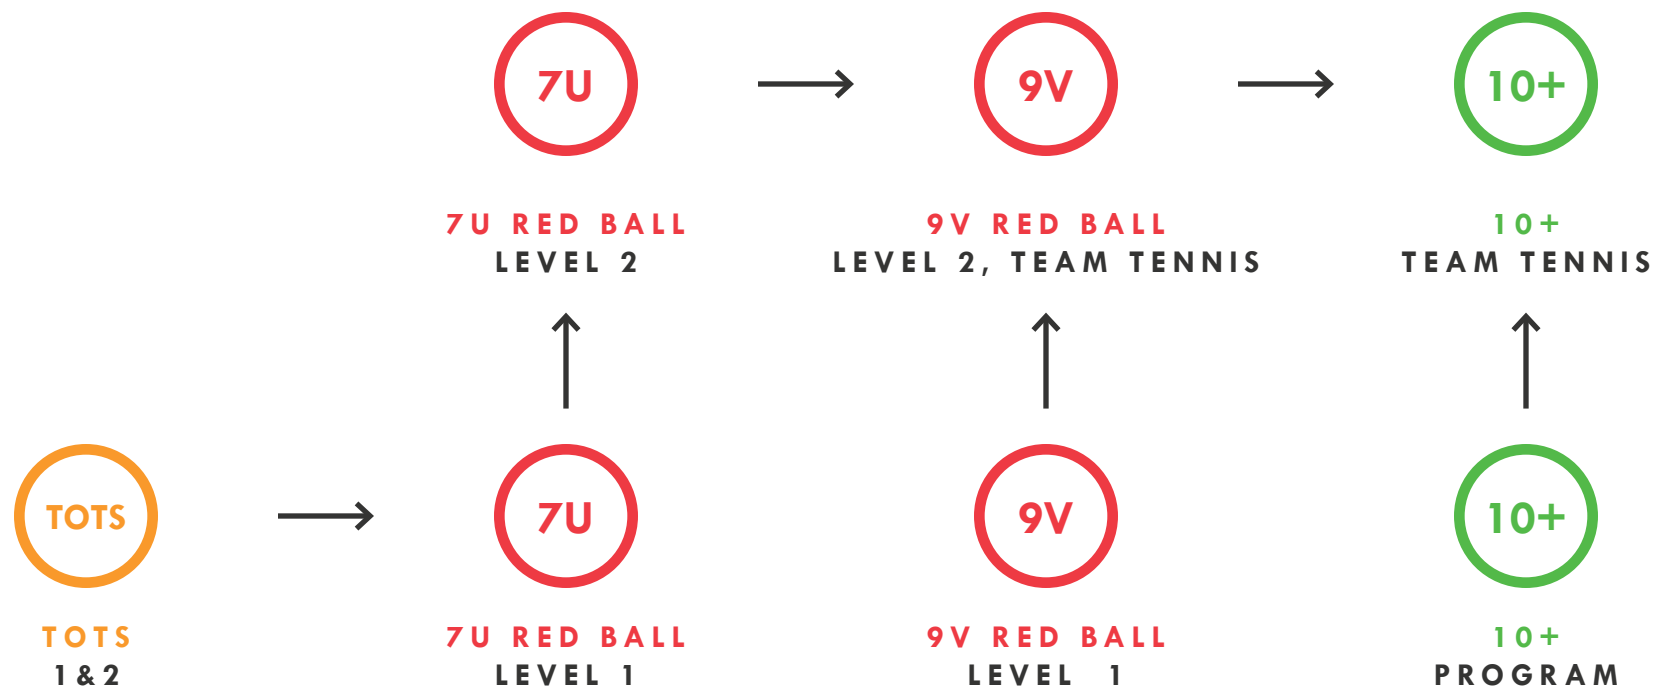 7U
9V
10+
7U RED BALL
LEVEL 2
9V RED BALL
LEVEL 2, TEAM TENNIS
10+
TEAM TENNIS
TOTS
7U
9V
10+
TOTS
1&2
7U RED BALL
LEVEL 1
9V RED BALL
LEVEL 1
10+
PROGRAM